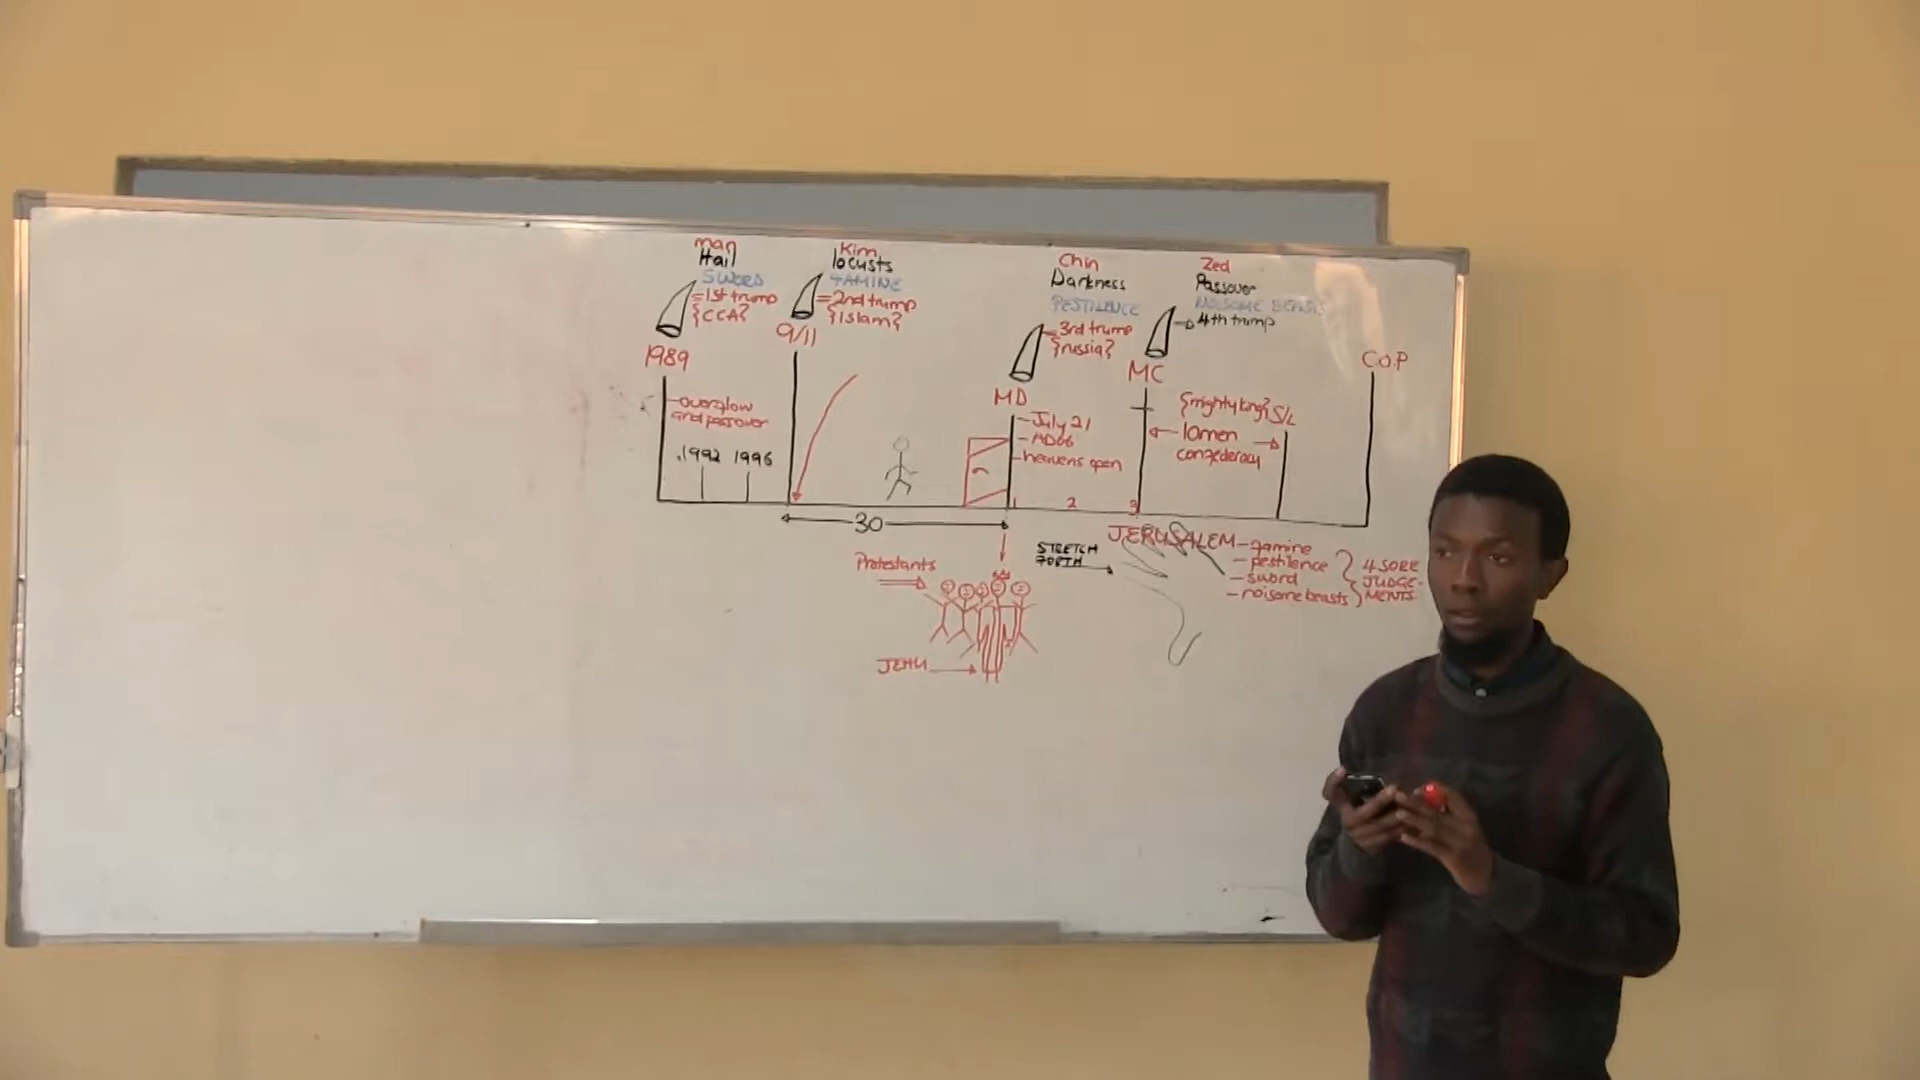 man
Hail
SWORD
=1st trump
{CCA}
1989
overflow
and passover
.1992 1996
Kim
locusts
FAMINE
=2nd trump
{Islam}
9/11
30
Chin
Darkness
PESTILENCE
3rd trump
{russia}
MD
-July 21
-AD66
-heavens open
1 2 3
Zed
Passover
NOISOME BEASTS
4th trump
MC
{mighty king} S/L
10men
confederacy
C.O.P
Protestants
JEHU
STRETCH
FORTH
JERUSALEM-famine
-pestilence
-sword
-noisome beasts
4 SORE
JUDGE-
MENTS